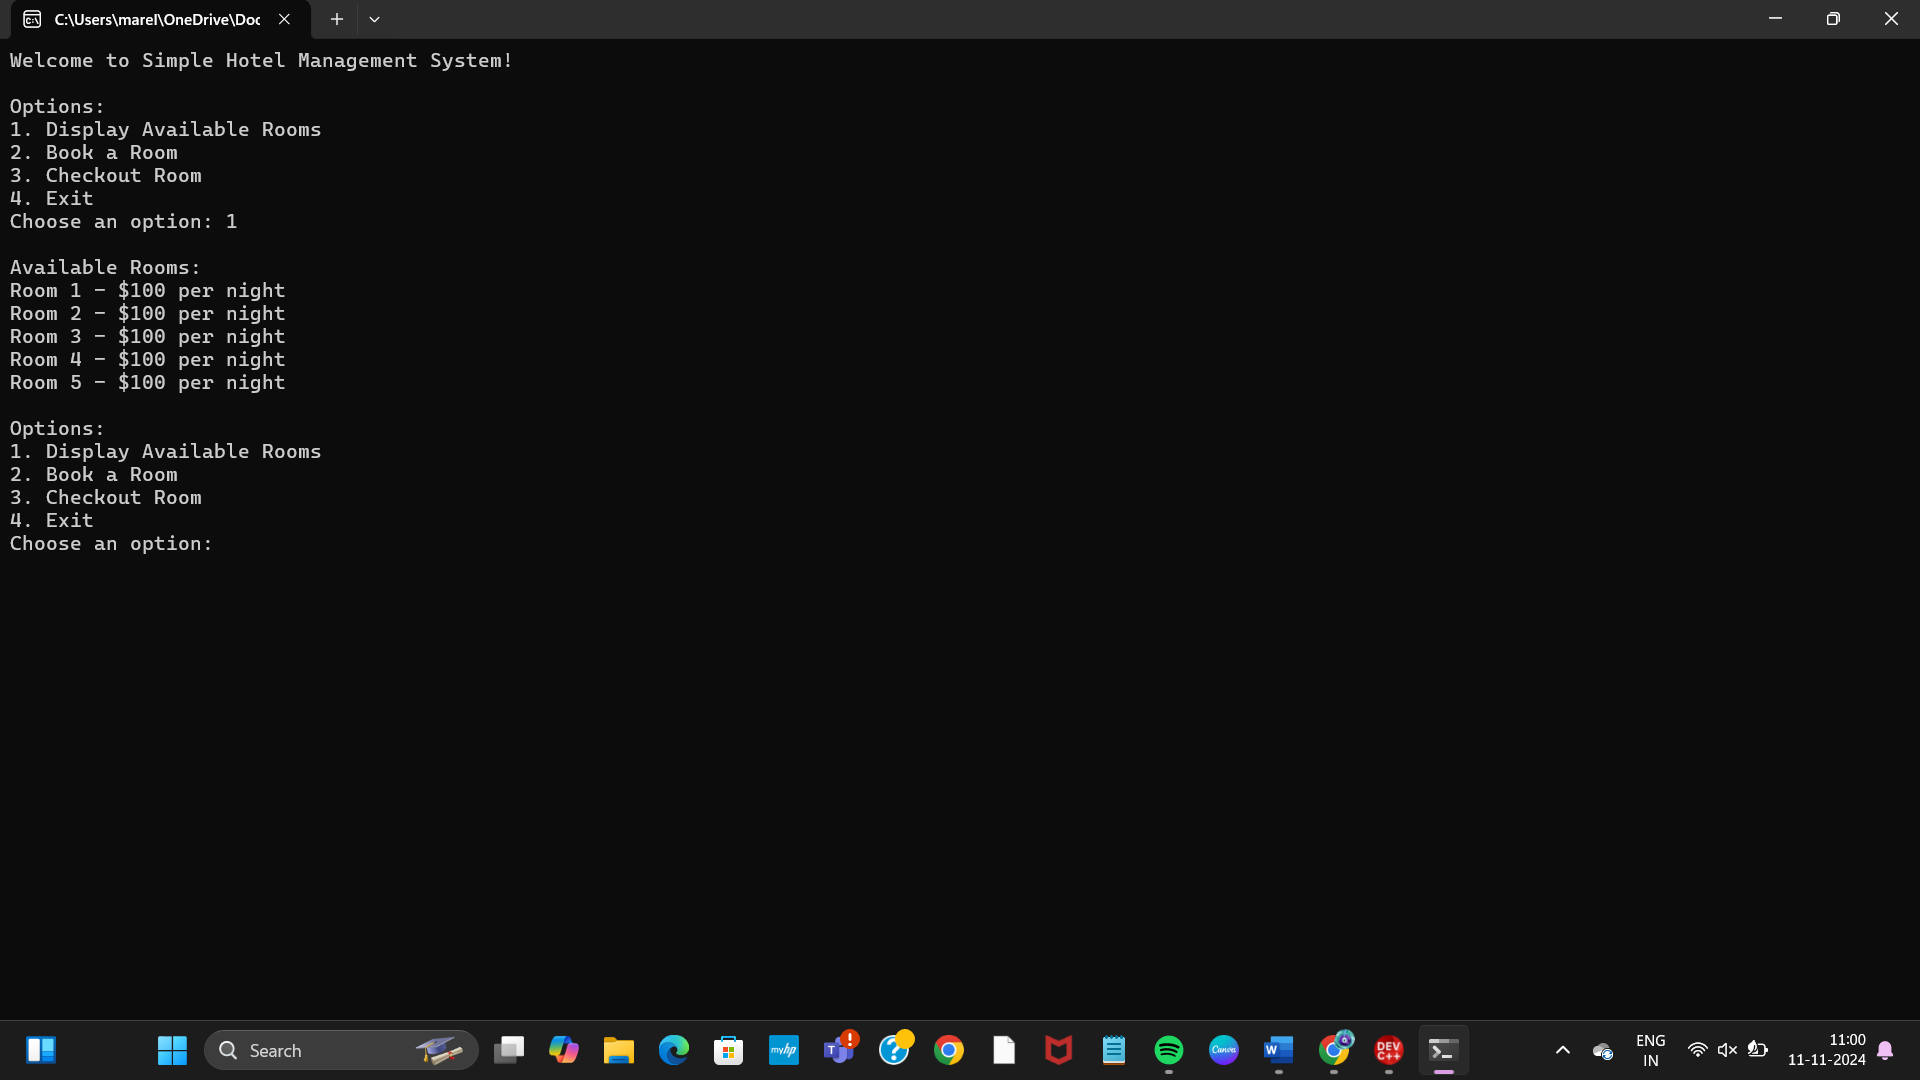 C:\Users\marel\OneDrive\Doc
Welcome to Simple Hotel Management System!
Options:
1. Display Available Rooms
2. Book a Room
3. Checkout Room
4. Exit
Choose an option: 1
Available Rooms:
Room 1 - $100 per night
Room 2 - $100 per night
Room 3 - $100 per night
Room 4 - $100 per night
Room 5 - $100 per night
Options:
1. Display Available Rooms
2. Book a Room
3. Checkout Room
4. Exit
Choose an option:
Search
myhp
T
!
?
Canva
W
DEV
C++
ENG
IN
11:00
11-11-2024